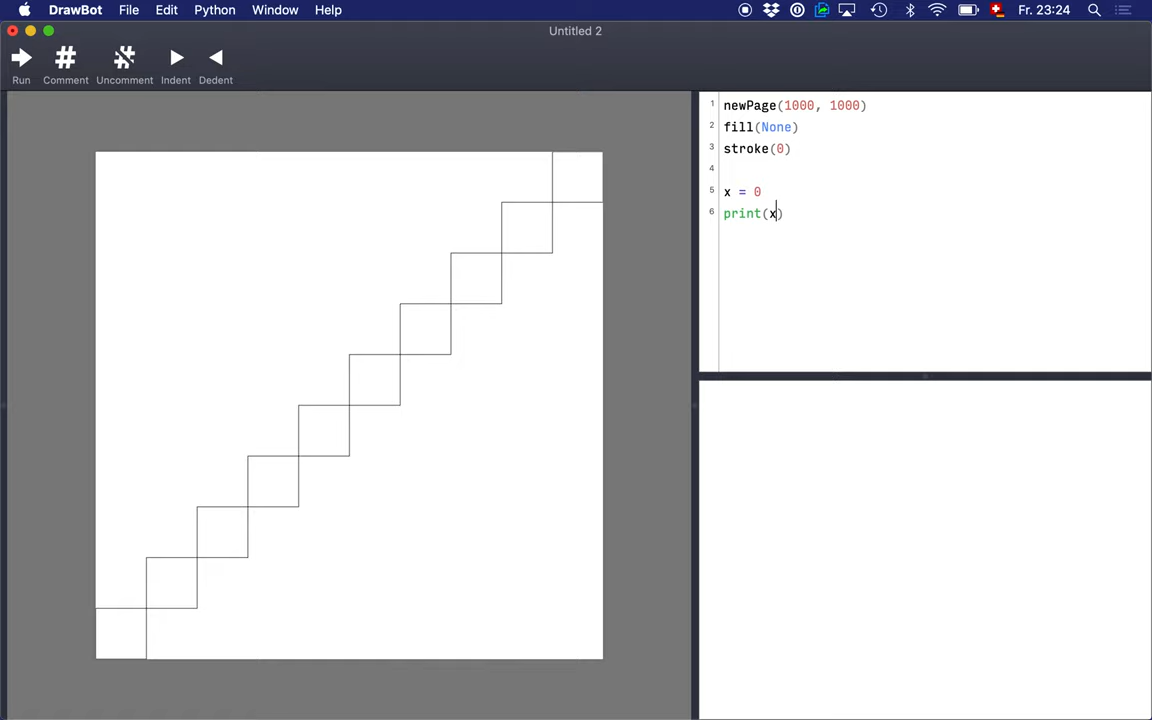 DrawBot File Edit Python Window Help Fr. 23:24
Untitled 2
Run Comment Uncomment Indent Dedent
1 newPage(1000, 1000)
2 fill(None)
3 stroke(0)
4
5 x = 0
6 print(x)